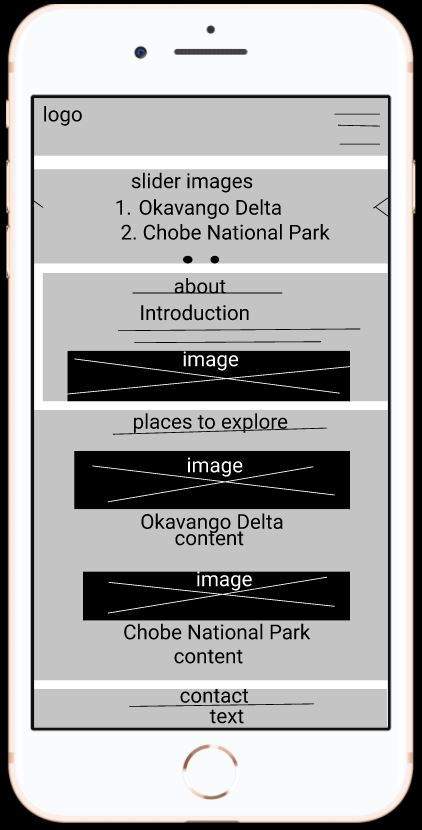 logo
slider images
1. Okavango Delta
2. Chobe National Park
about
Introduction
image
places to explore
image
Okavango Delta
content
image
Chobe National Park
content
contact
text